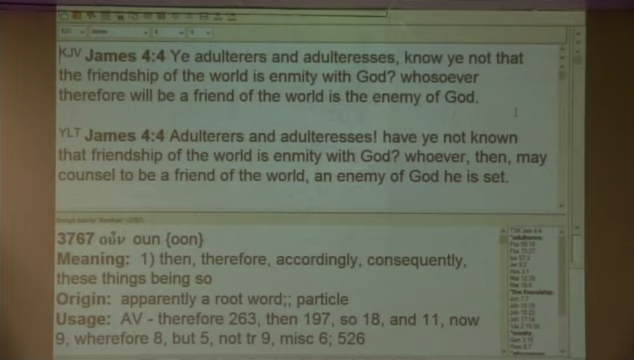 KJV James 4:4 Ye adulterers and adulteresses, know ye not that
the friendship of the world is enmity with God? whosoever
therefore will be a friend of the world is the enemy of God.
YLT James 4:4 Adulterers and adulteresses! have ye not known
that friendship of the world is enmity with God? whoever, then, may
counsel to be a friend of the world, an enemy of God he is set.
3767 οὖν oun {oon}
Meaning: 1) then, therefore, accordingly, consequently,
these things being so
Origin: apparently a root word;; particle
Usage: AV - therefore 263, then 197, so 18, and 11, now
9, wherefore 8, but 5, not tr 9, misc 6; 526